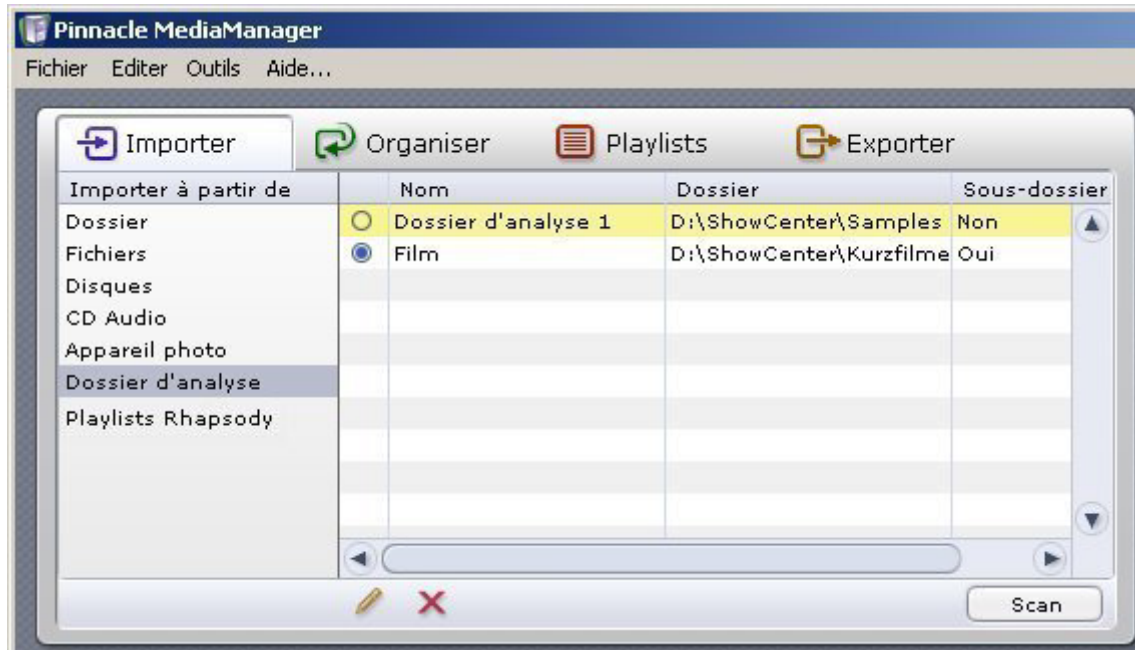 Pinnacle MediaManager
Fichier Editer Outils Aide...
Importer Organiser Playlists Exporter
Importer à partir de Nom Dossier Sous-dossier
Dossier Dossier d'analyse 1 D:\ShowCenter\Samples Non
Fichiers Film D:\ShowCenter\Kurzfilme Oui
Disques
CD Audio
Appareil photo
Dossier d'analyse
Playlists Rhapsody
Scan